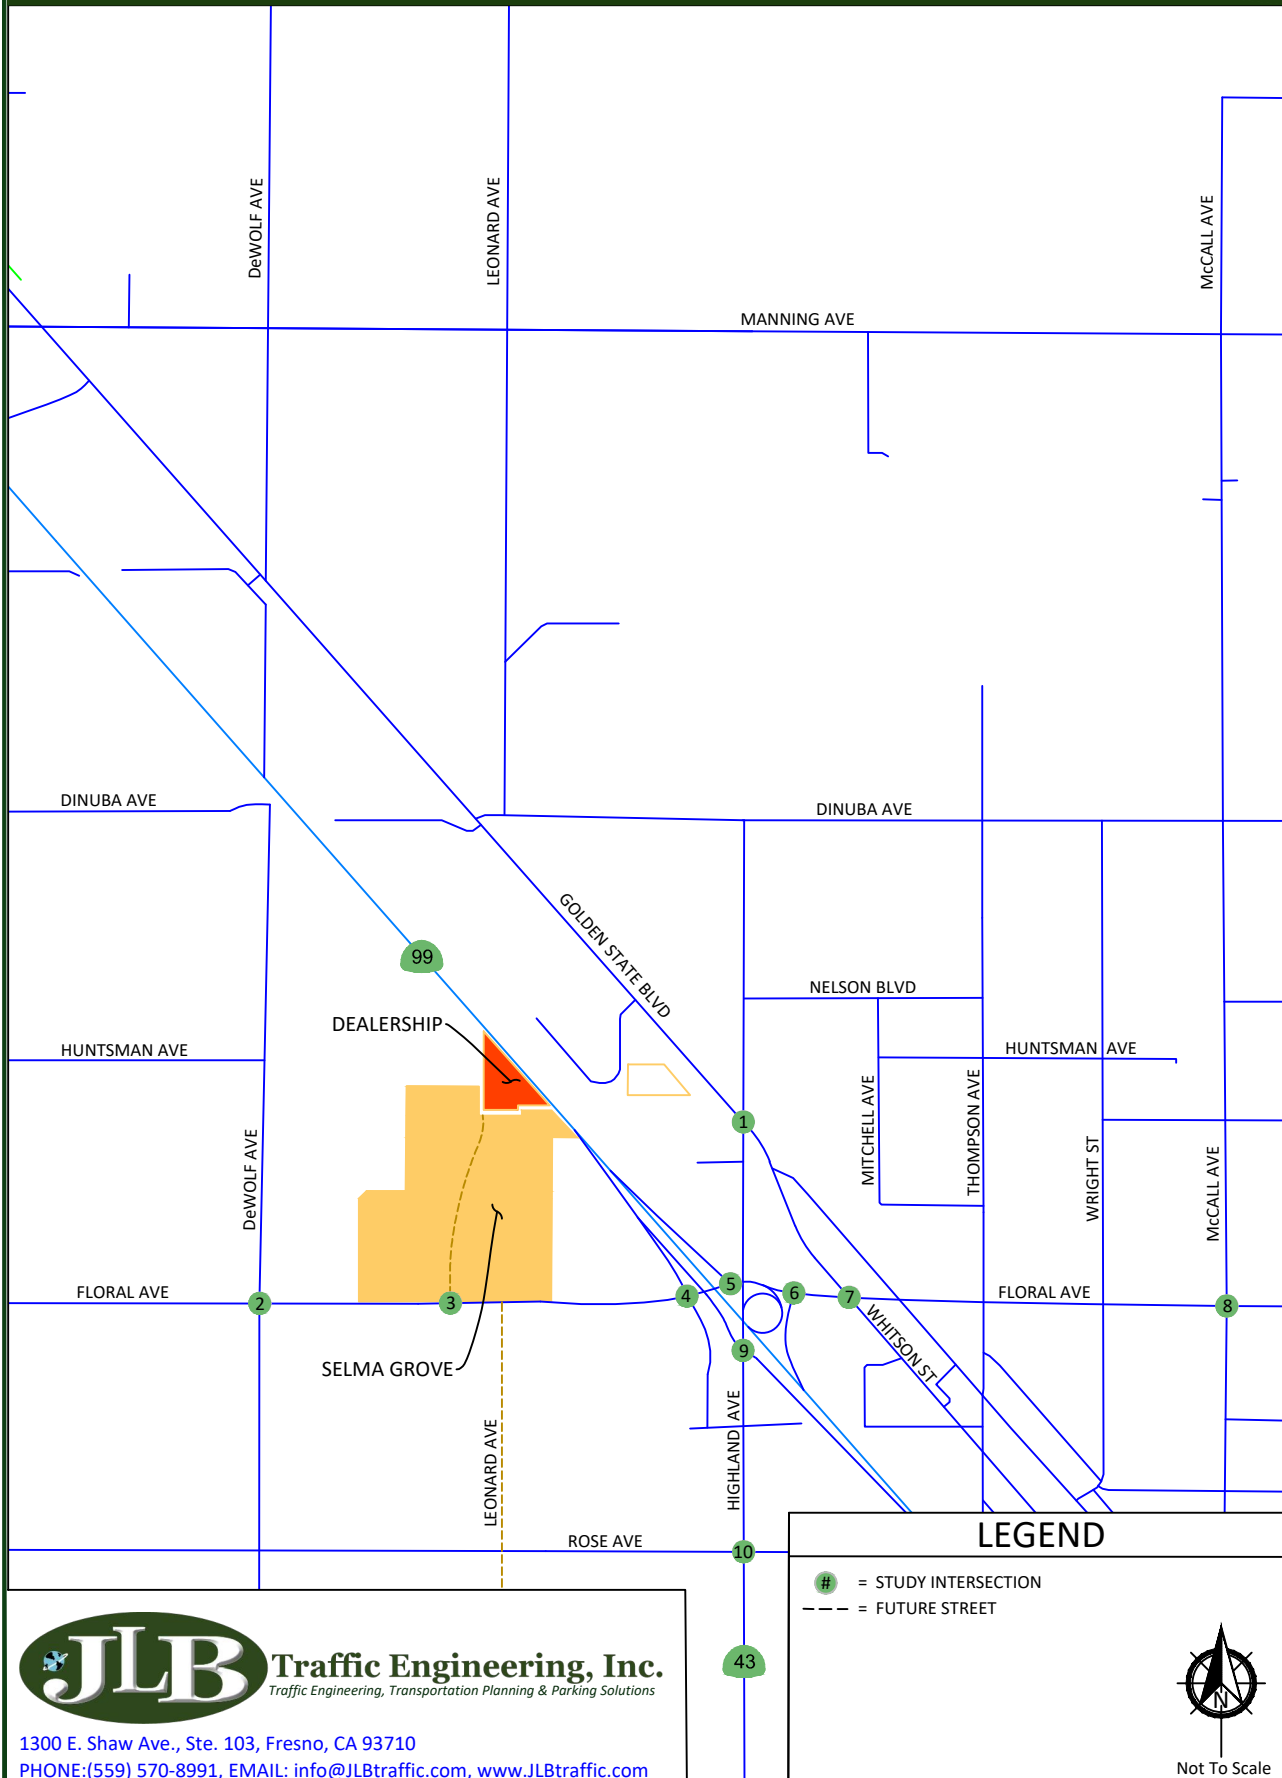 DeWOLF AVE
LEONARD AVE
McCALL AVE
MANNING AVE
DINUBA AVE
DINUBA AVE
GOLDEN STATE BLVD
99
NELSON BLVD
DEALERSHIP
HUNTSMAN AVE
HUNTSMAN AVE
MITCHELL AVE
THOMPSON AVE
1
WRIGHT ST
McCALL AVE
DeWOLF AVE
FLORAL AVE
2
3
4
5
6
7
FLORAL AVE
8
WHITSON ST
9
SELMA GROVE
LEONARD AVE
HIGHLAND AVE
ROSE AVE
10
43
LEGEND
# = STUDY INTERSECTION
= FUTURE STREET
N
Not To Scale
JLB Traffic Engineering, Inc.
Traffic Engineering, Transportation Planning & Parking Solutions
1300 E. Shaw Ave., Ste. 103, Fresno, CA 93710
PHONE:(559) 570-8991, EMAIL: info@JLBtraffic.com, www.JLBtraffic.com